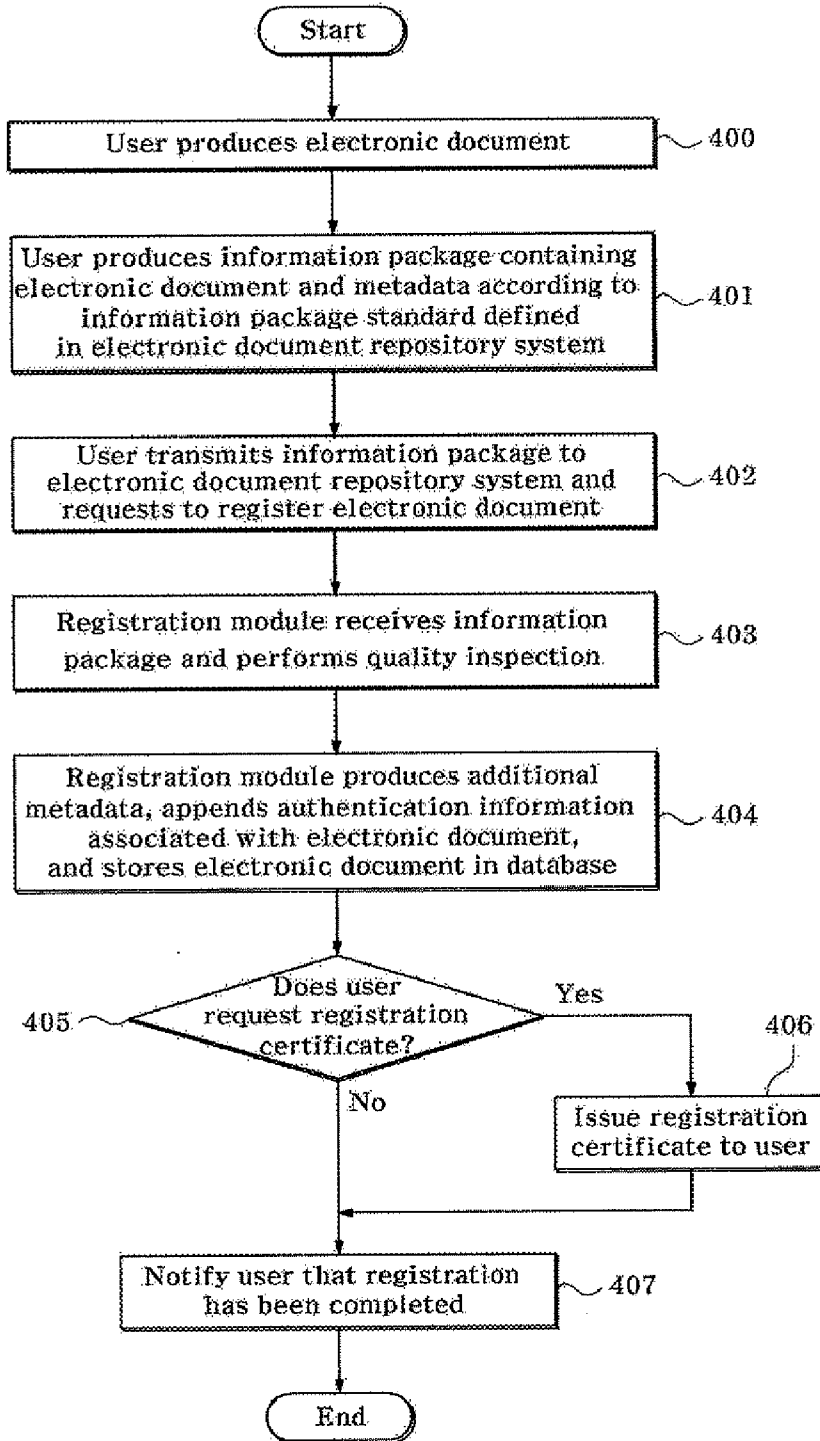 Start
User produces electronic document
400
User produces information package containing
electronic document and metadata according to
information package standard defined
in electronic document repository system
401
User transmits information package to
electronic document repository system and
requests to register electronic document
402
Registration module receives information
package and performs quality inspection
403
Registration module produces additional
metadata, appends authentication information
associated with electronic document,
and stores electronic document in database
404
Does user
request registration
certificate?
405
Yes
406
No
Issue registration
certificate to user
Notify user that registration
has been completed
407
End